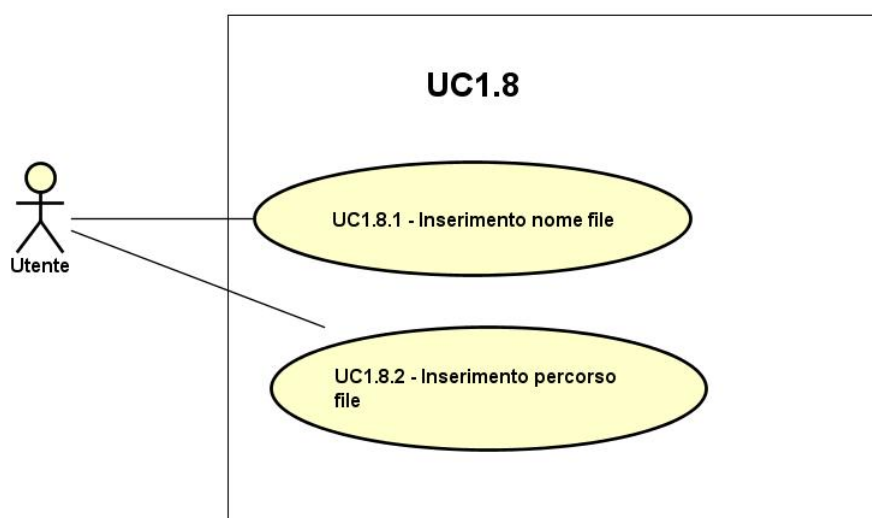 UC1.8
UC1.8.1 - Inserimento nome file
Utente
UC1.8.2 - Inserimento percorso
file